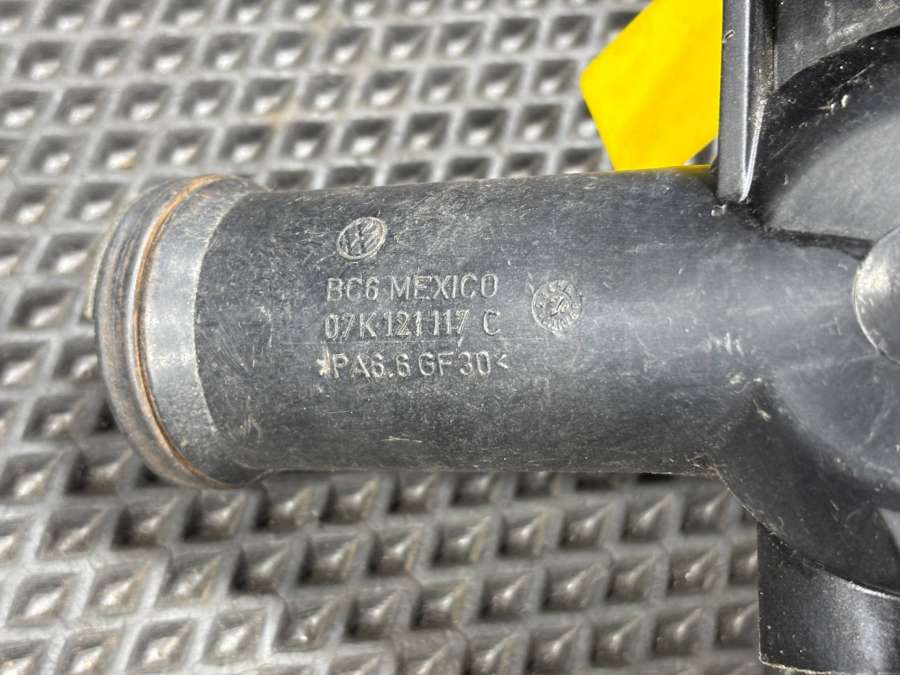 BC6 MEXICO
07K 121 117 C
>PA6.6 GF30<